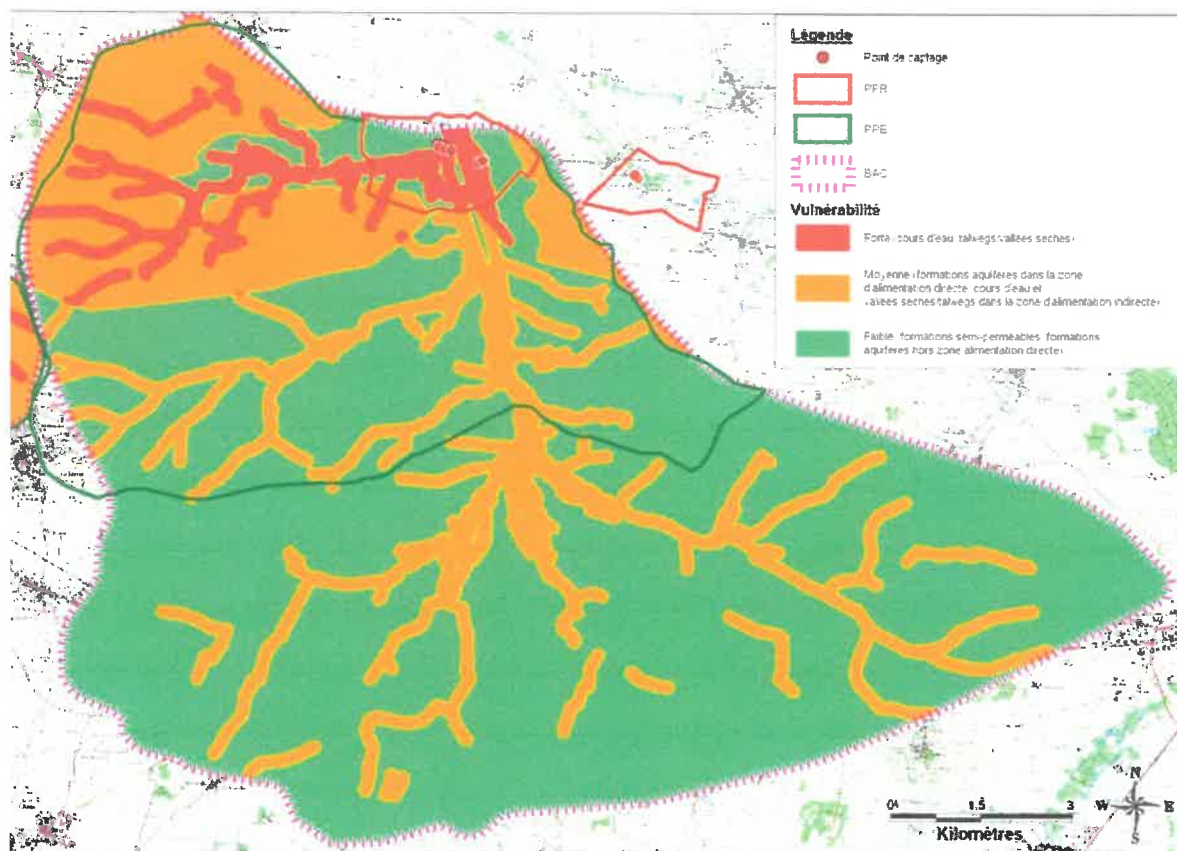 Légende
Point de captage
PPR
PPE
BAC
Vulnérabilité
Forte (cours d'eau, talwegs/vallées sèches)
Moyenne (formations aquifères dans la zone
d'alimentation directe, cours d'eau et
vallées sèches/talwegs dans la zone d'alimentation indirecte)
Faible (formations semi-perméables, formations
aquifères hors zone alimentation directe)
N
W E
S
0 1.5 3
Kilomètres